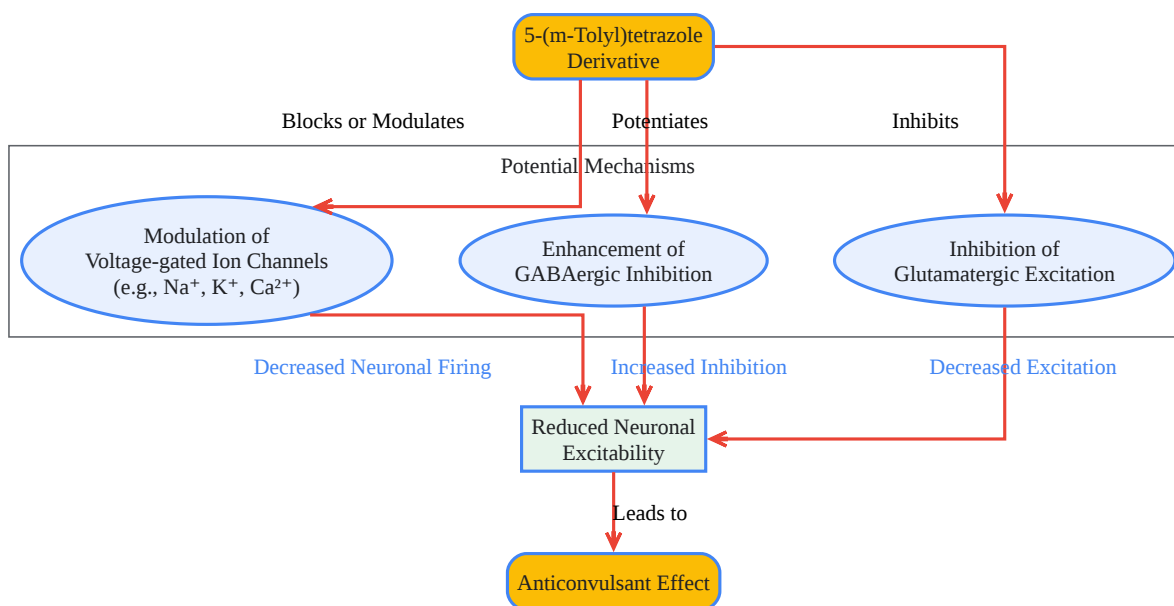 5-(m-Tolyl)tetrazole
Derivative
Blocks or Modulates
Potentiates
Inhibits
Potential Mechanisms
Modulation of
Voltage-gated Ion Channels
(e.g., Na⁺, K⁺, Ca²⁺)
Enhancement of
GABAergic Inhibition
Inhibition of
Glutamatergic Excitation
Decreased Neuronal Firing
Increased Inhibition
Decreased Excitation
Reduced Neuronal
Excitability
Leads to
Anticonvulsant Effect